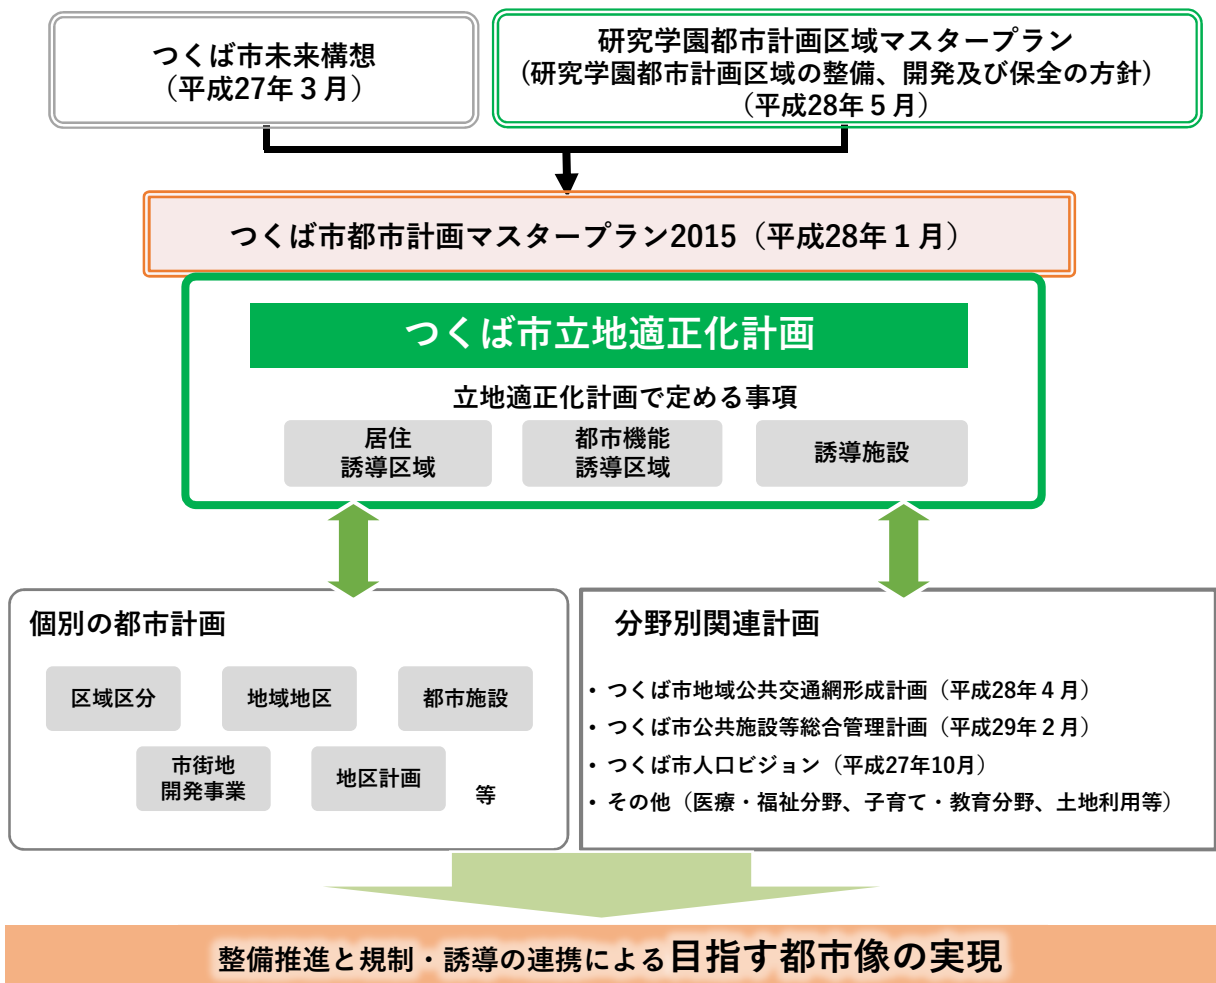 つくば市未来構想
（平成27年３月）
研究学園都市計画区域マスタープラン
(研究学園都市計画区域の整備、開発及び保全の方針)
（平成28年５月）
つくば市都市計画マスタープラン2015（平成28年１月）
つくば市立地適正化計画
立地適正化計画で定める事項
居住
誘導区域
都市機能
誘導区域
誘導施設
個別の都市計画
区域区分
地域地区
都市施設
市街地
開発事業
地区計画
等
分野別関連計画
• つくば市地域公共交通網形成計画（平成28年４月）
• つくば市公共施設等総合管理計画（平成29年２月）
• つくば市人口ビジョン（平成27年10月）
• その他（医療・福祉分野、子育て・教育分野、土地利用等）
整備推進と規制・誘導の連携による目指す都市像の実現